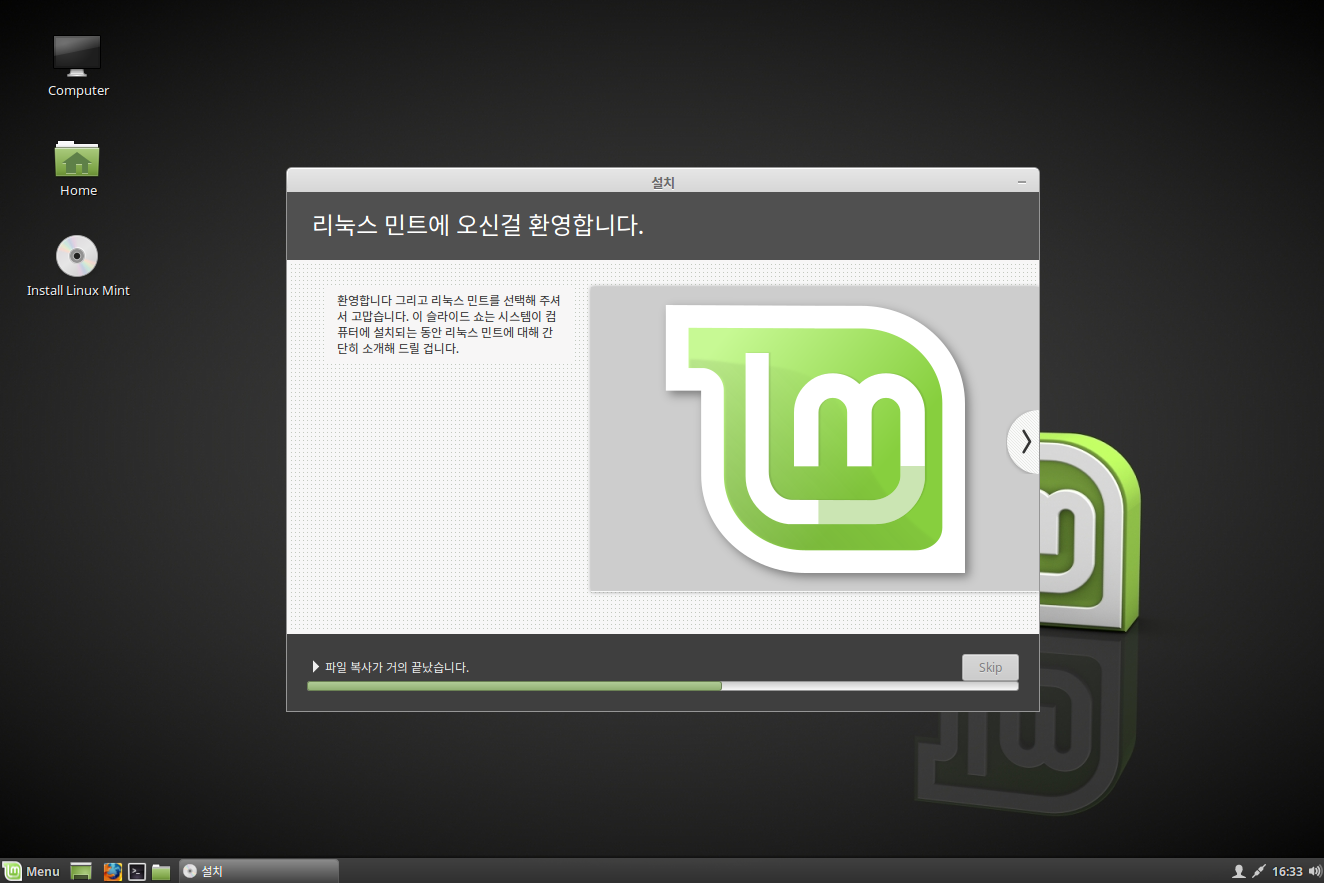 Computer
Home
Install Linux Mint
설치
리눅스 민트에 오신걸 환영합니다.
환영합니다 그리고 리눅스 민트를 선택해 주셔
서 고맙습니다. 이 슬라이드 쇼는 시스템이 컴
퓨터에 설치되는 동안 리눅스 민트에 대해 간
단히 소개해 드릴 겁니다.
파일 복사가 거의 끝났습니다.
Skip
Menu
설치
16:33